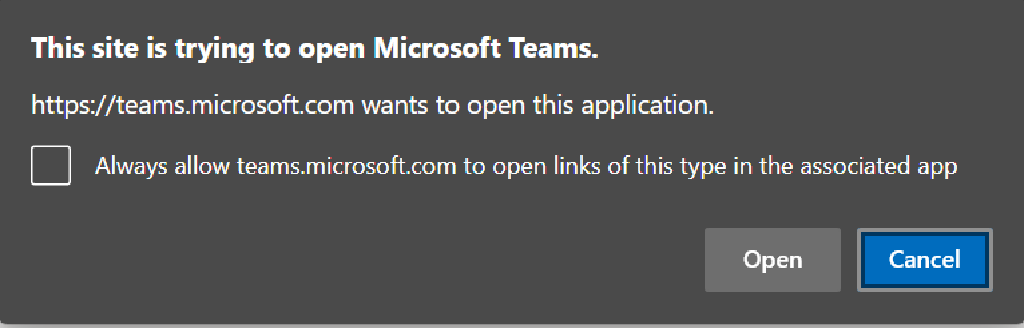 This site is trying to open Microsoft Teams.
https://teams.microsoft.com wants to open this application.
Always allow teams.microsoft.com to open links of this type in the associated app
Open
Cancel